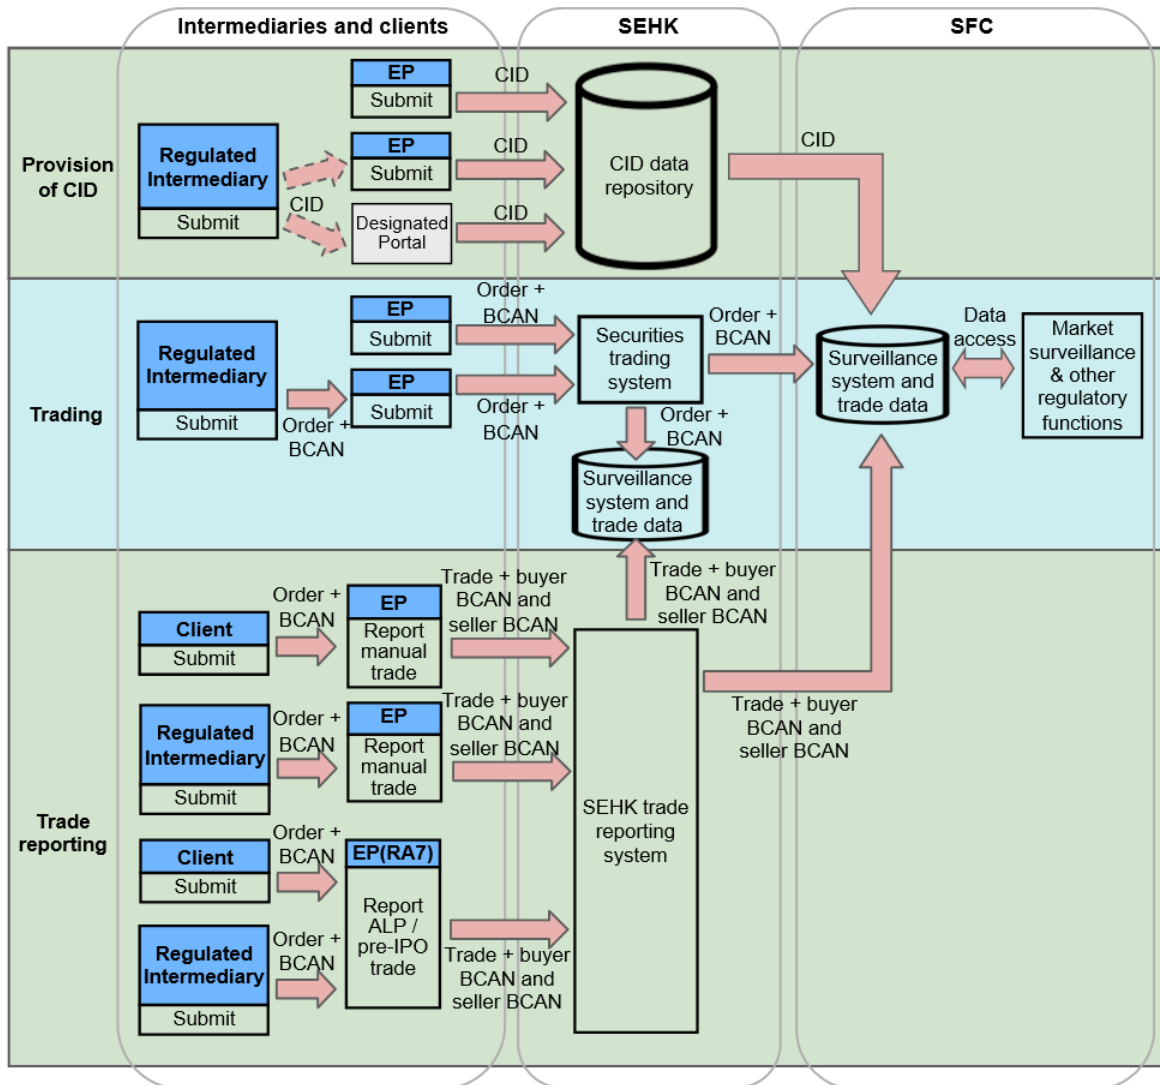 Intermediaries and clients
SEHK
SFC
Provision
of CID
EP
Submit
CID
Regulated
Intermediary
Submit
CID
EP
Submit
CID
Designated
Portal
CID
CID data
repository
CID
Trading
Regulated
Intermediary
Submit
Order +
BCAN
EP
Submit
Order +
BCAN
EP
Submit
Order +
BCAN
Securities
trading
system
Order +
BCAN
Order +
BCAN
Surveillance
system and
trade data
Surveillance
system and
trade data
Data
access
Market
surveillance
& other
regulatory
functions
Trade
reporting
Client
Submit
Order +
BCAN
EP
Report
manual
trade
Trade + buyer
BCAN and
seller BCAN
Trade + buyer
BCAN and
seller BCAN
Regulated
Intermediary
Submit
Order +
BCAN
EP
Report
manual
trade
Trade + buyer
BCAN and
seller BCAN
SEHK trade
reporting
system
Trade + buyer
BCAN and
seller BCAN
Client
Submit
Order +
BCAN
EP(RA7)
Report
ALP /
pre-IPO
trade
Regulated
Intermediary
Submit
Order +
BCAN
Trade + buyer
BCAN and
seller BCAN